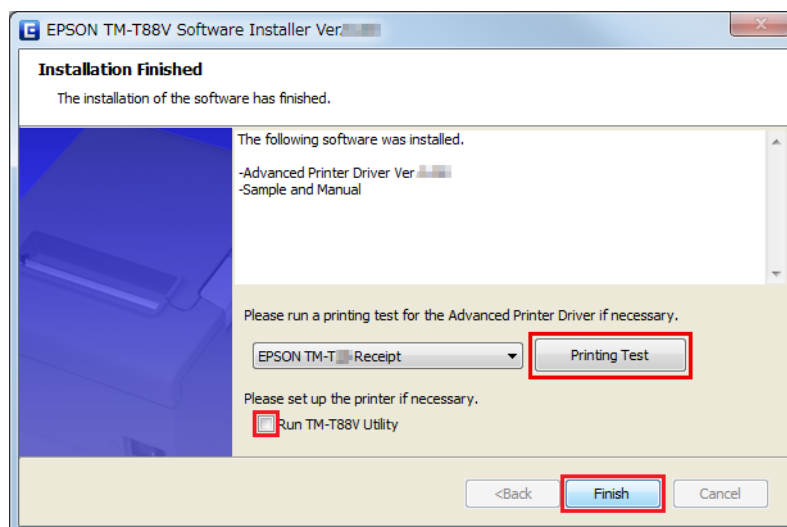 EPSON TM-T88V Software Installer Ver.
Installation Finished
The installation of the software has finished.
The following software was installed.
-Advanced Printer Driver Ver
-Sample and Manual
Please run a printing test for the Advanced Printer Driver if necessary.
EPSON TM-T Receipt
Printing Test
Please set up the printer if necessary.
Run TM-T88V Utility
<Back
Finish
Cancel